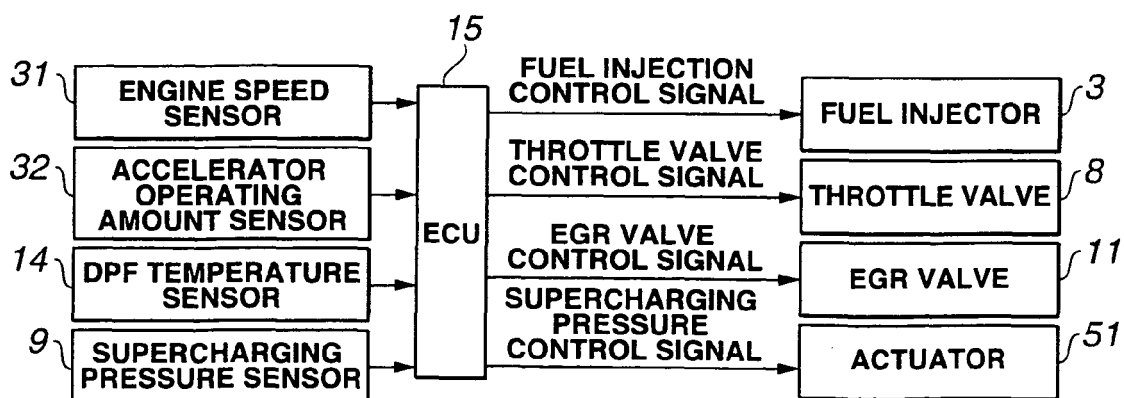 15
31
ENGINE SPEED
SENSOR
32
ACCELERATOR
OPERATING
AMOUNT SENSOR
14
DPF TEMPERATURE
SENSOR
9
SUPERCHARGING
PRESSURE SENSOR
ECU
FUEL INJECTION
CONTROL SIGNAL
THROTTLE VALVE
CONTROL SIGNAL
EGR VALVE
CONTROL SIGNAL
SUPERCHARGING
PRESSURE
CONTROL SIGNAL
FUEL INJECTOR
3
THROTTLE VALVE
8
EGR VALVE
11
ACTUATOR
51